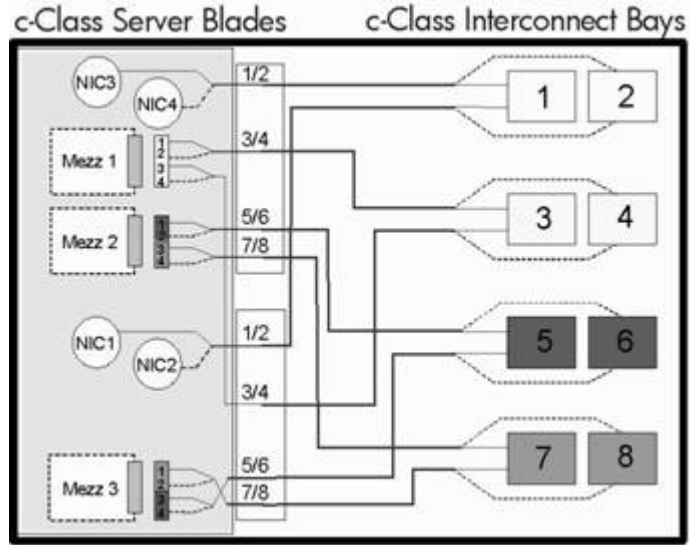 c-Class Server Blades c-Class Interconnect Bays
NIC3
NIC4
1/2
1 2
Mezz 1
1
2
3
4
3/4
3 4
Mezz 2
3
4
5/6
7/8
NIC1
NIC2
1/2
5 6
3/4
Mezz 3
1
2
3
4
5/6
7/8
7 8